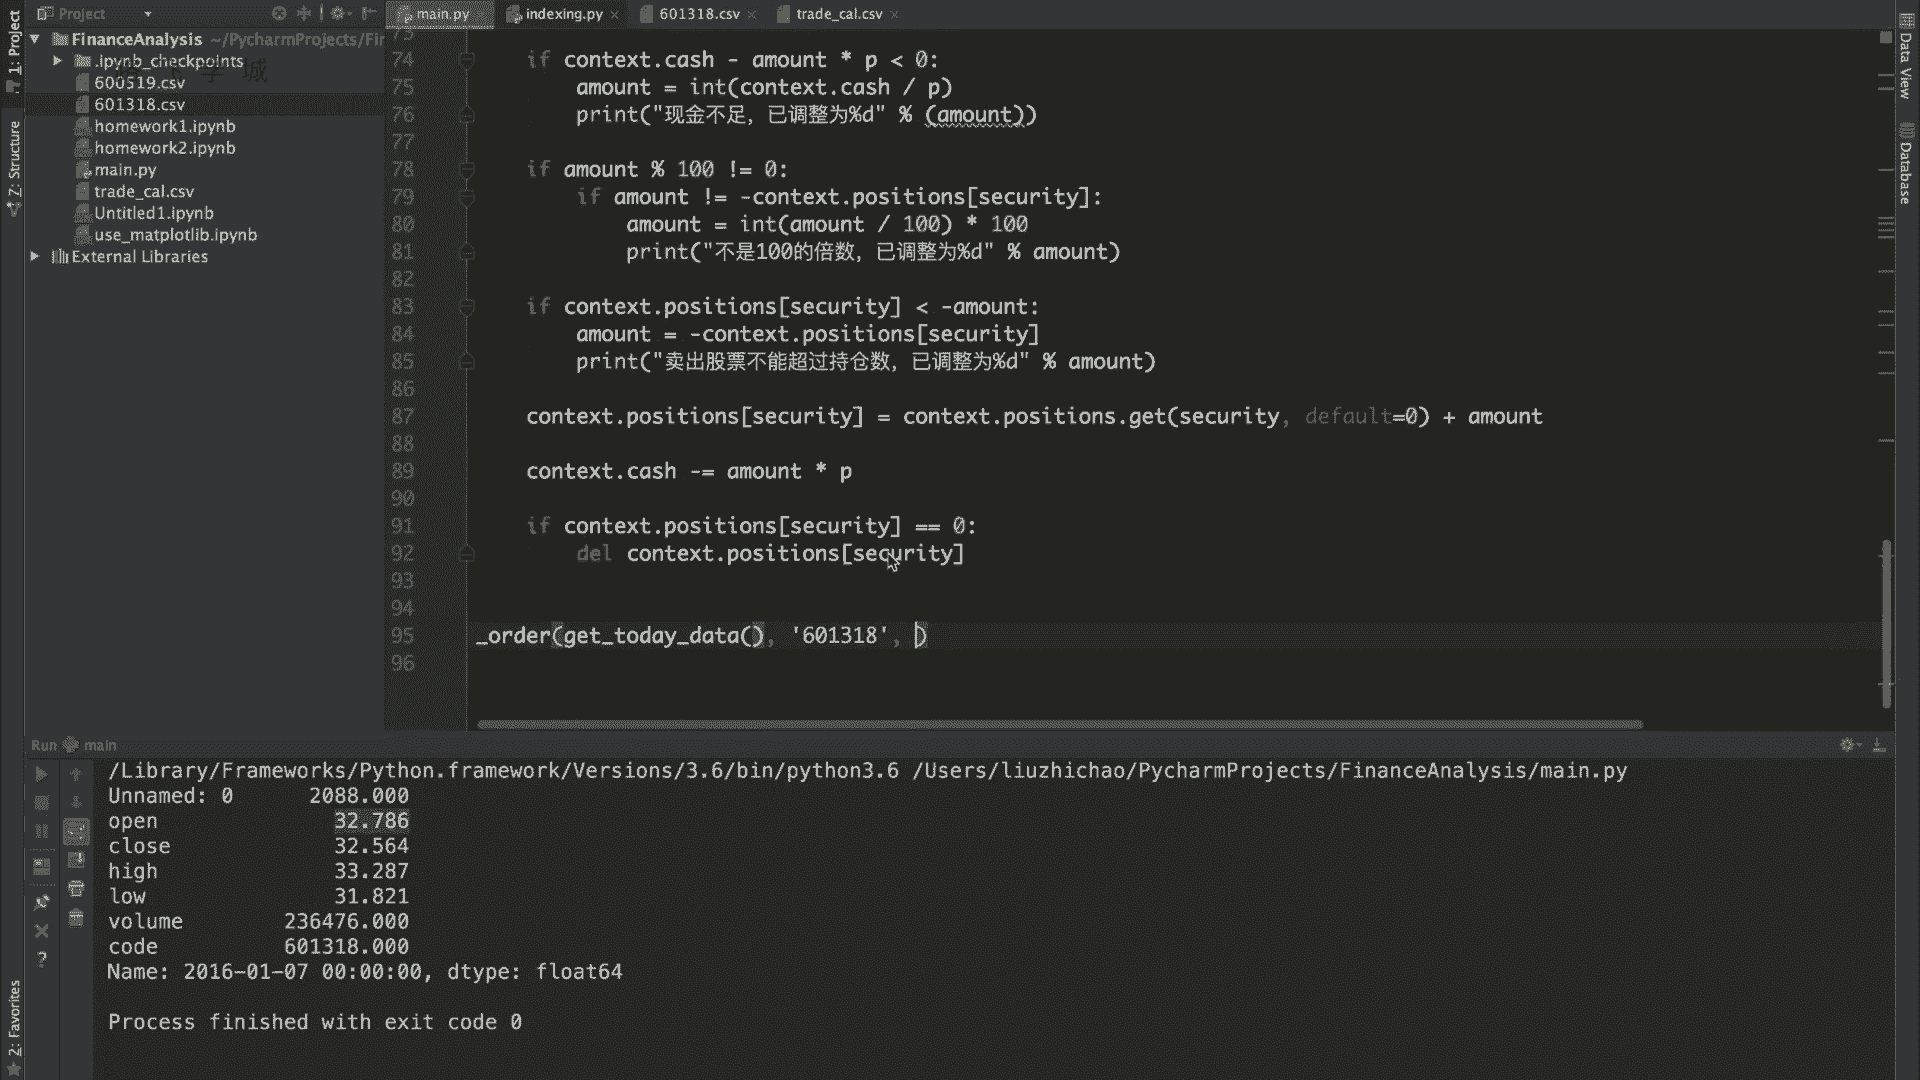 Project
main.py
indexing.py
601318.csv
trade_cal.csv
1: Project
Z: Structure
2: Favorites
Data View
Database
FinanceAnalysis ~/PycharmProjects/Fir
.ipynb_checkpoints
600519.csv
601318.csv
homework1.ipynb
homework2.ipynb
main.py
trade_cal.csv
Untitled1.ipynb
use_matplotlib.ipynb
External Libraries
73
74 if context.cash - amount * p < 0:
75 amount = int(context.cash / p)
76 print("现金不足，已调整为%d" % (amount))
77
78 if amount % 100 != 0:
79 if amount != -context.positions[security]:
80 amount = int(amount / 100) * 100
81 print("不是100的倍数，已调整为%d" % amount)
82
83 if context.positions[security] < -amount:
84 amount = -context.positions[security]
85 print("卖出股票不能超过持仓数，已调整为%d" % amount)
86
87 context.positions[security] = context.positions.get(security, default=0) + amount
88
89 context.cash -= amount * p
90
91 if context.positions[security] == 0:
92 del context.positions[security]
93
94
95 _order(get_today_data(), '601318', )
96
Run main
/Library/Frameworks/Python.framework/Versions/3.6/bin/python3.6 /Users/liuzhichao/PycharmProjects/FinanceAnalysis/main.py
Unnamed: 0 2088.000
open 32.786
close 32.564
high 33.287
low 31.821
volume 236476.000
code 601318.000
Name: 2016-01-07 00:00:00, dtype: float64
Process finished with exit code 0